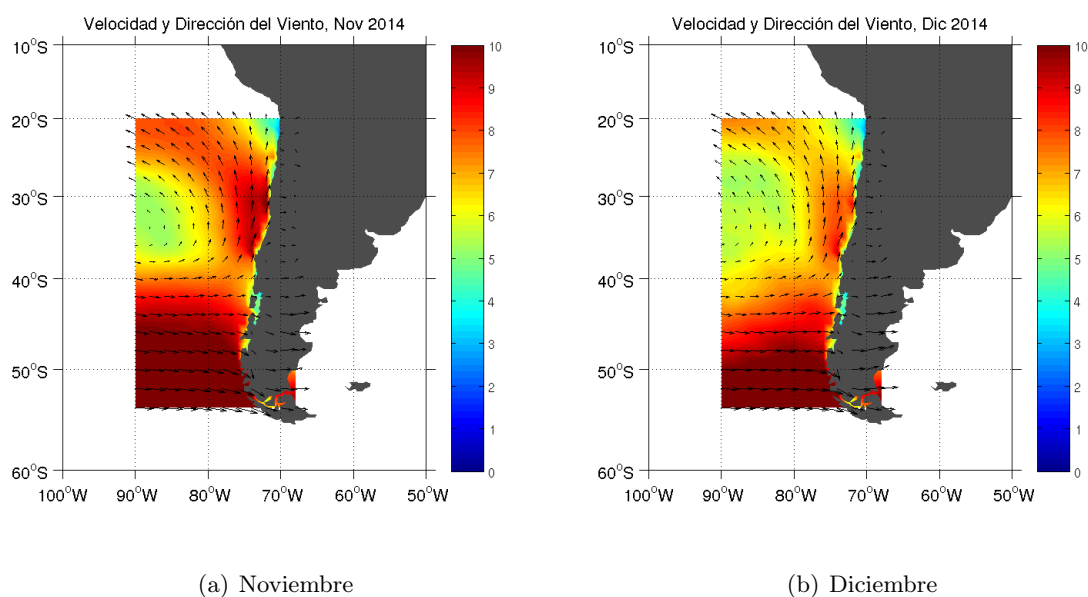 Velocidad y Dirección del Viento, Nov 2014
10°S
20°S
30°S
40°S
50°S
60°S
100°W 90°W 80°W 70°W 60°W 50°W
10
9
8
7
6
5
4
3
2
1
0
(a) Noviembre
Velocidad y Dirección del Viento, Dic 2014
10°S
20°S
30°S
40°S
50°S
60°S
100°W 90°W 80°W 70°W 60°W 50°W
10
9
8
7
6
5
4
3
2
1
0
(b) Diciembre